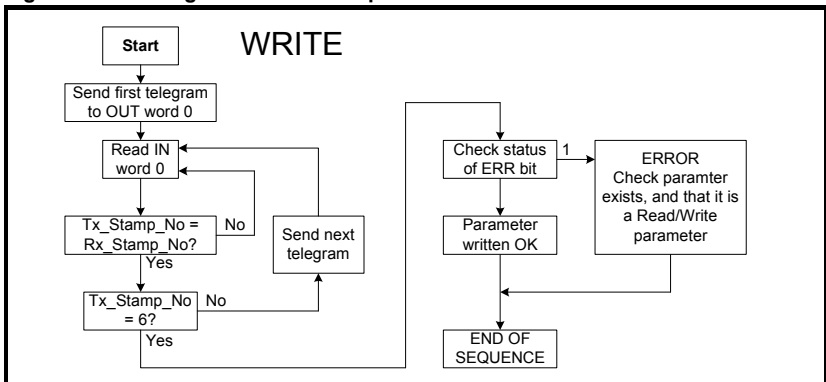 WRITE
Start
Send first telegram
to OUT word 0
Read IN
word 0
Tx_Stamp_No =
Rx_Stamp_No?
No
Yes
Send next
telegram
Tx_Stamp_No
= 6?
No
Yes
Check status
of ERR bit
1
ERROR
Check paramter
exists, and that it is
a Read/Write
parameter
Parameter
written OK
END OF
SEQUENCE